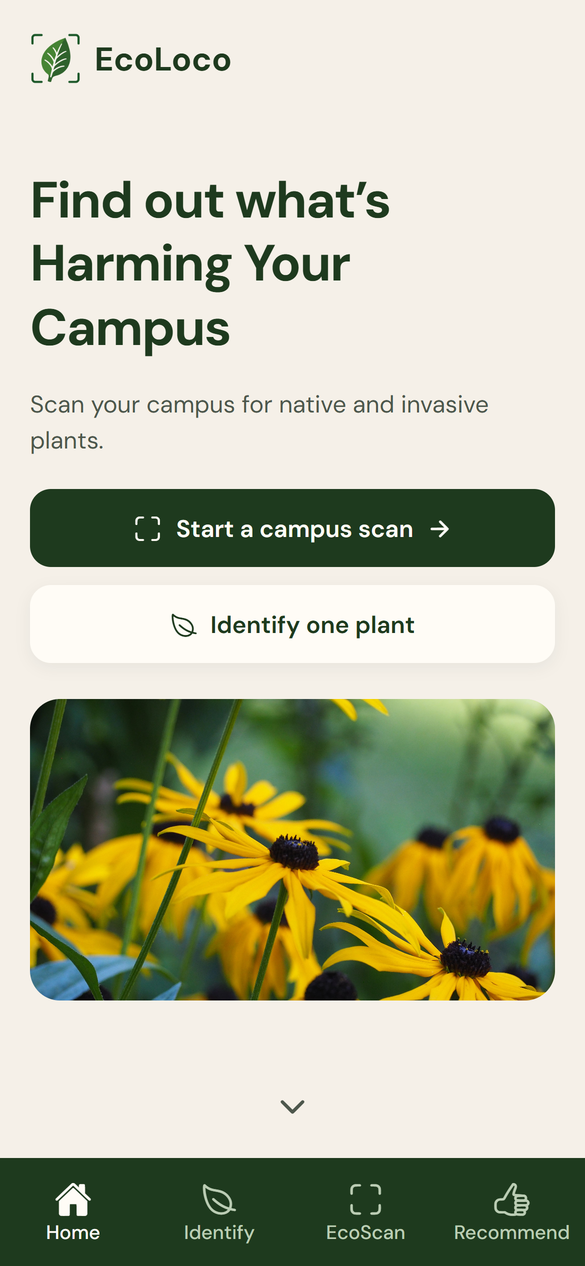 EcoLoco
Find out what’s
Harming Your
Campus
Scan your campus for native and invasive
plants.
Start a campus scan →
Identify one plant
Home
Identify
EcoScan
Recommend